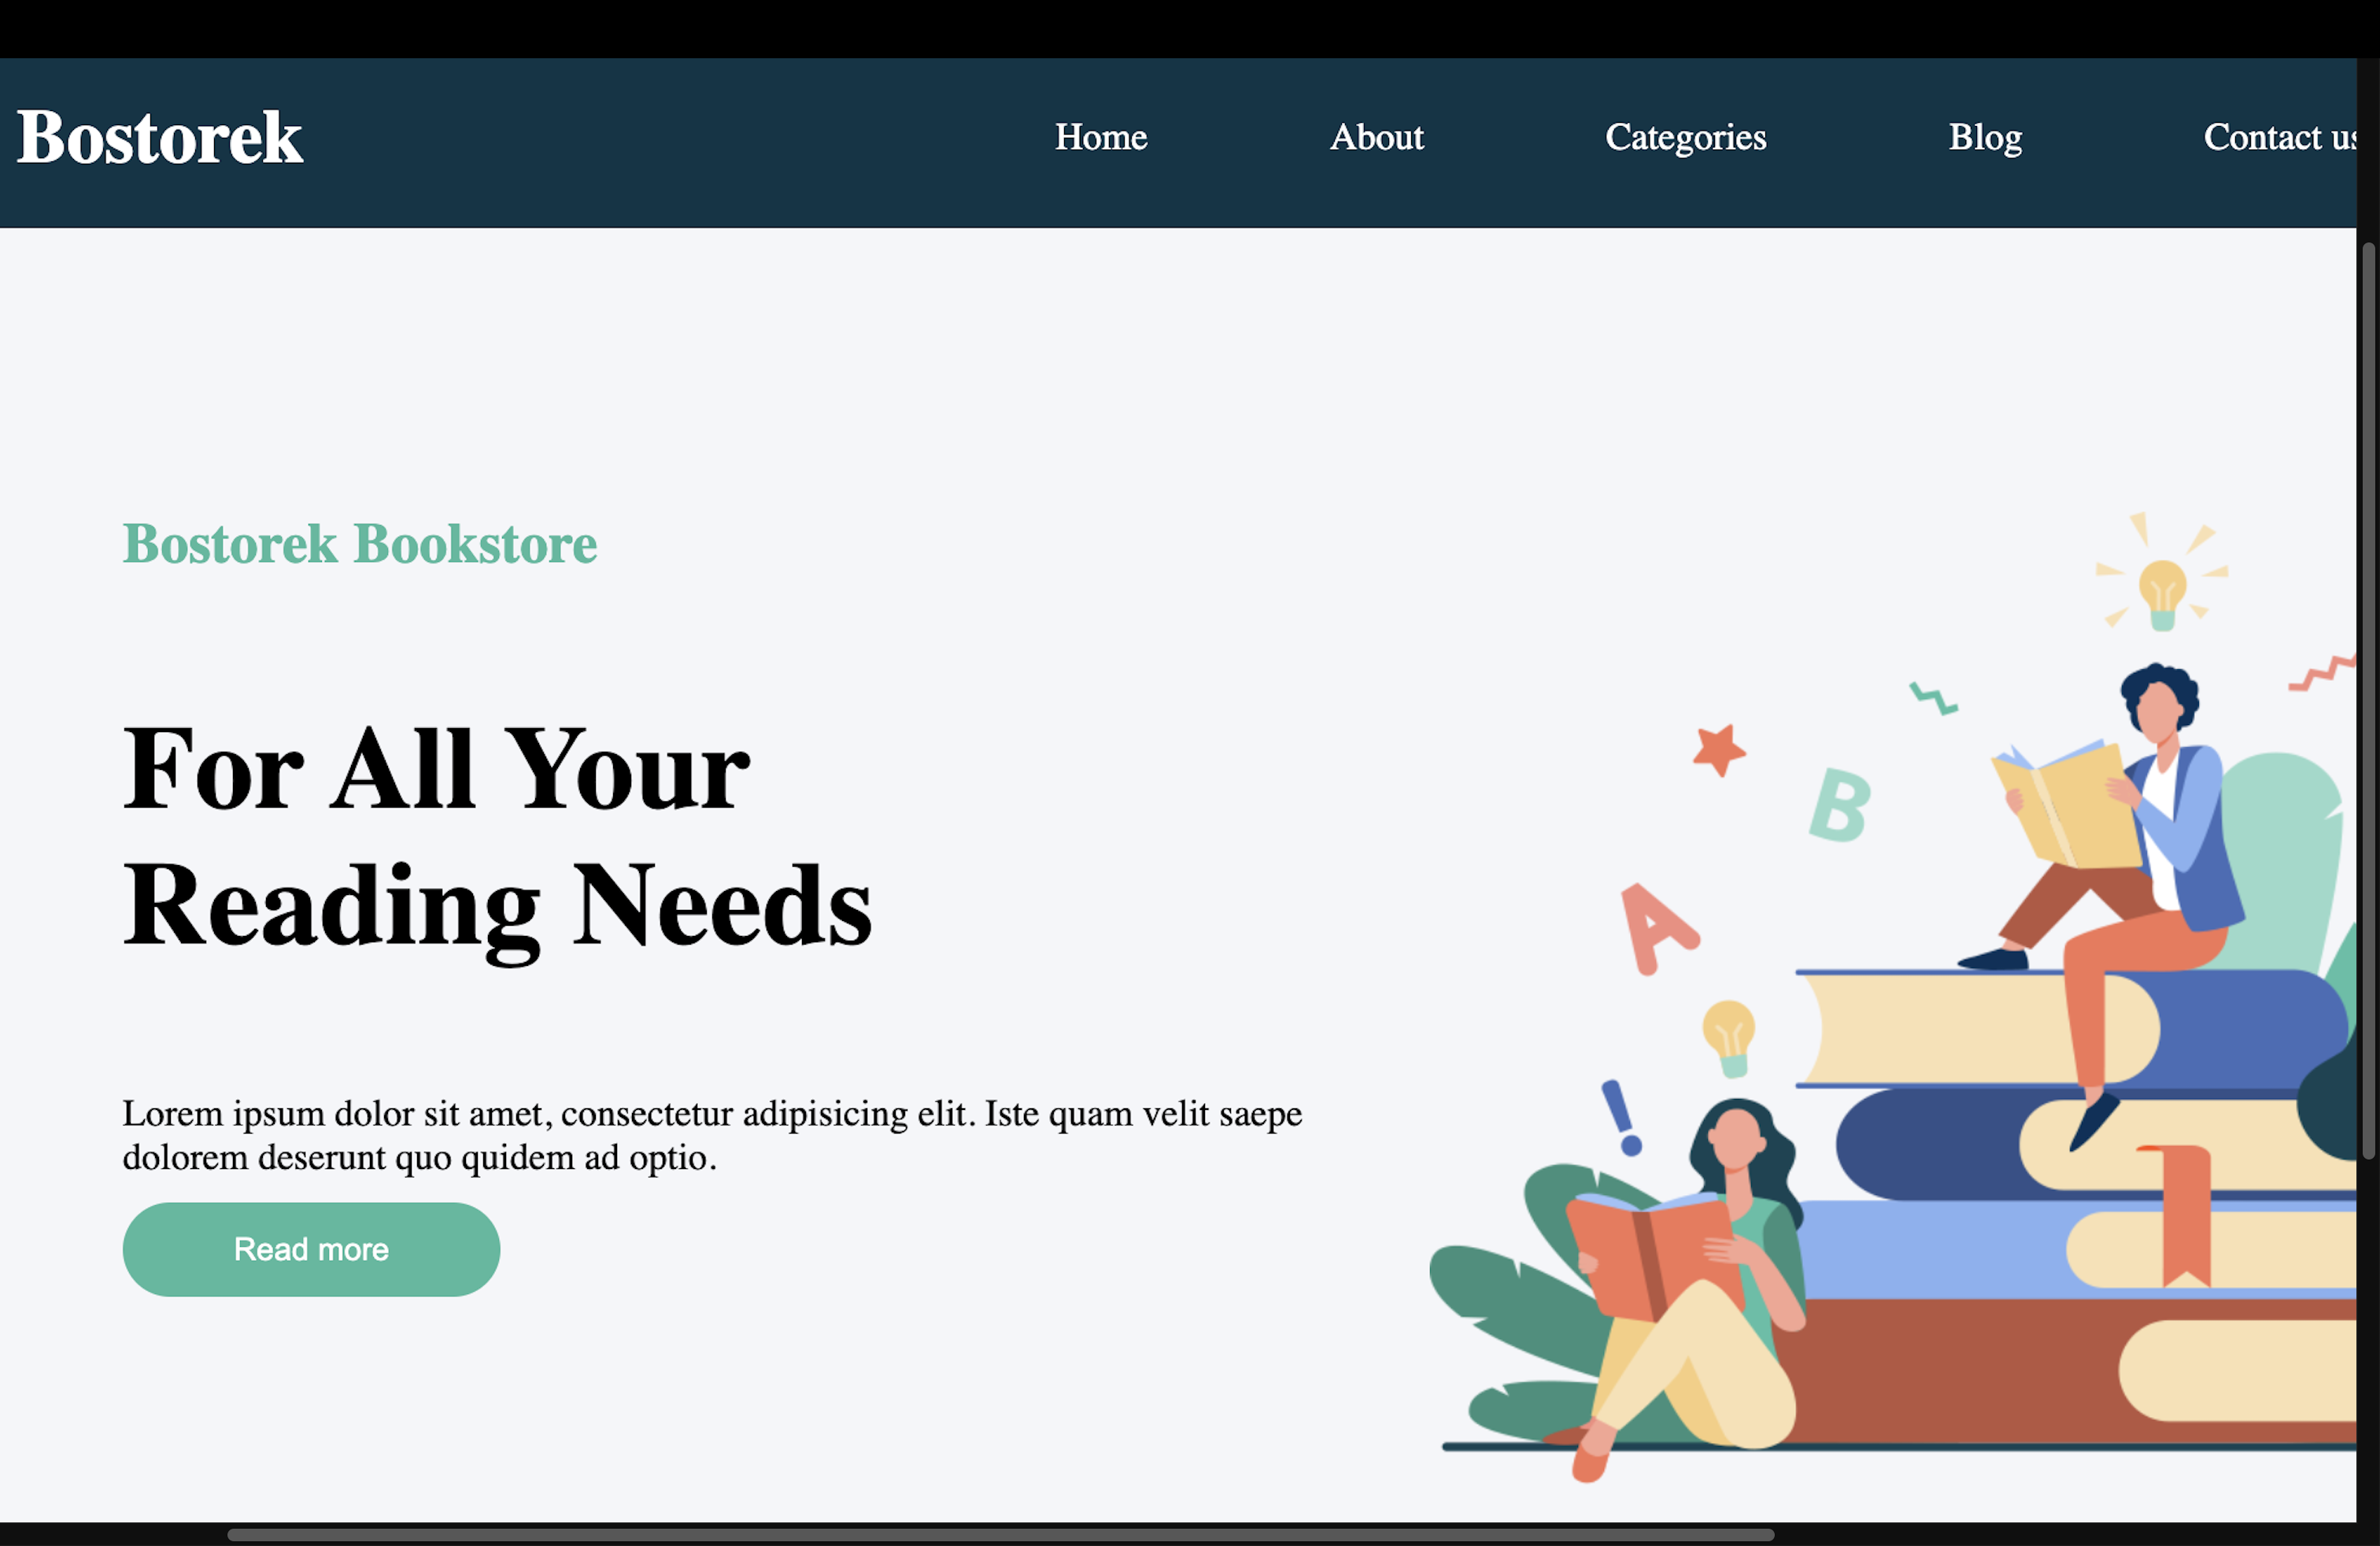 Bostorek
Home About Categories Blog Contact us
Bostorek Bookstore
For All Your
Reading Needs
B
A
!
Lorem ipsum dolor sit amet, consectetur adipisicing elit. Iste quam velit saepe
dolorem deserunt quo quidem ad optio.
Read more